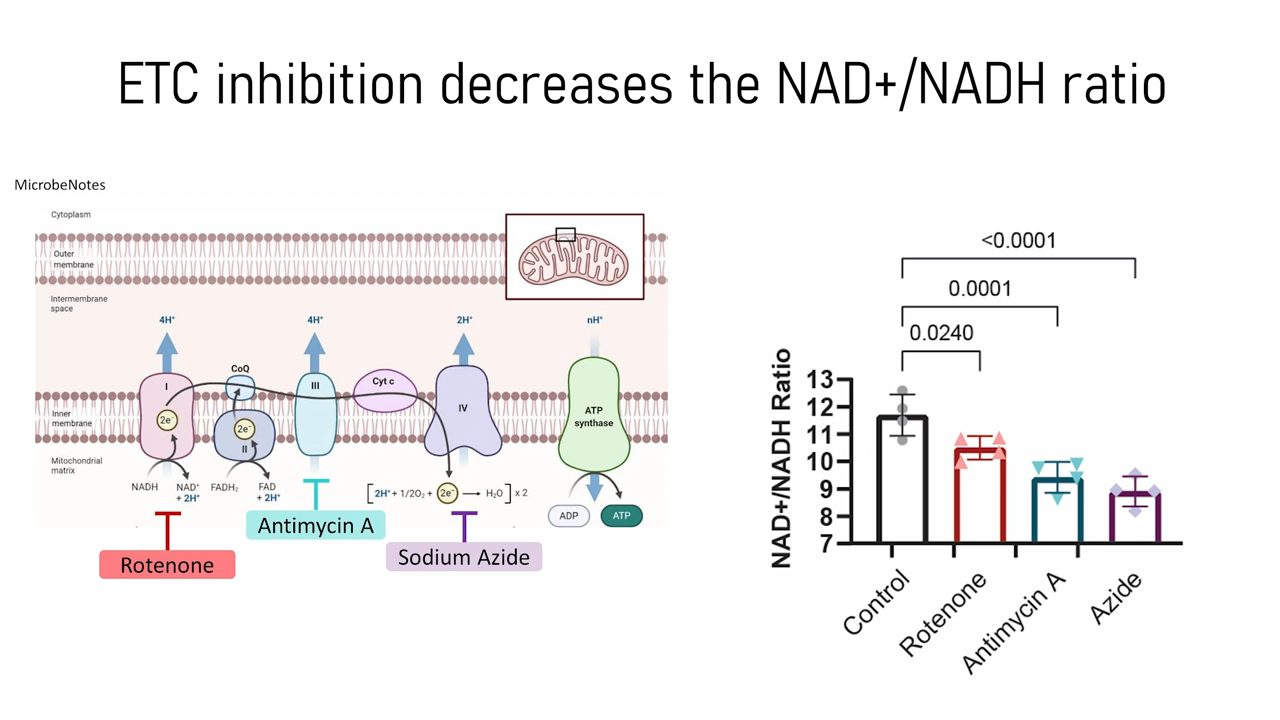 ETC inhibition decreases the NAD+/NADH ratio
MicrobeNotes
Cytoplasm
Outer
membrane
Intermembrane
space
4H⁺
4H⁺
2H⁺
nH⁺
CoQ
I
III
Cyt c
IV
ATP
synthase
Inner
membrane
2e⁻
2e⁻
II
Mitochondrial
matrix
NADH
NAD⁺
+ 2H⁺
FADH₂
FAD
+ 2H⁺
[2H⁺ + 1/2O₂ + 2e⁻ → H₂O] x 2
ADP
ATP
Antimycin A
Rotenone
Sodium Azide
<0.0001
0.0001
0.0240
NAD+/NADH Ratio
13
12
11
10
9
8
7
Control
Rotenone
Antimycin A
Azide